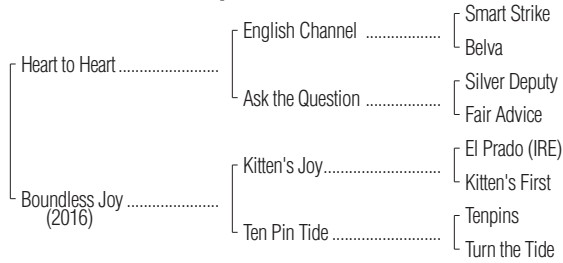 Smart Strike
English Channel ..................
Belva
Heart to Heart.......................
Silver Deputy
Ask the Question ..................
Fair Advice
El Prado (IRE)
Kitten's Joy...........................
Kitten's First
Boundless Joy .....................
(2016)
Tenpins
Ten Pin Tide .........................
Turn the Tide